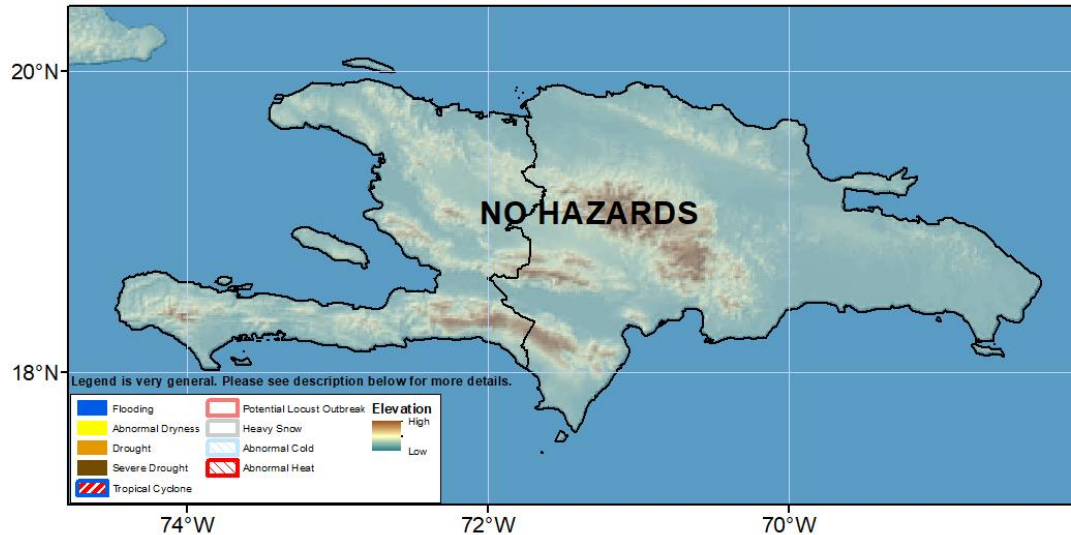 20°N
NO HAZARDS
18°N
Legend is very general. Please see description below for more details.
Flooding
Abnormal Dryness
Drought
Severe Drought
Tropical Cyclone
Potential Locust Outbreak
Heavy Snow
Abnormal Cold
Abnormal Heat
Elevation
High
Low
74°W
72°W
70°W